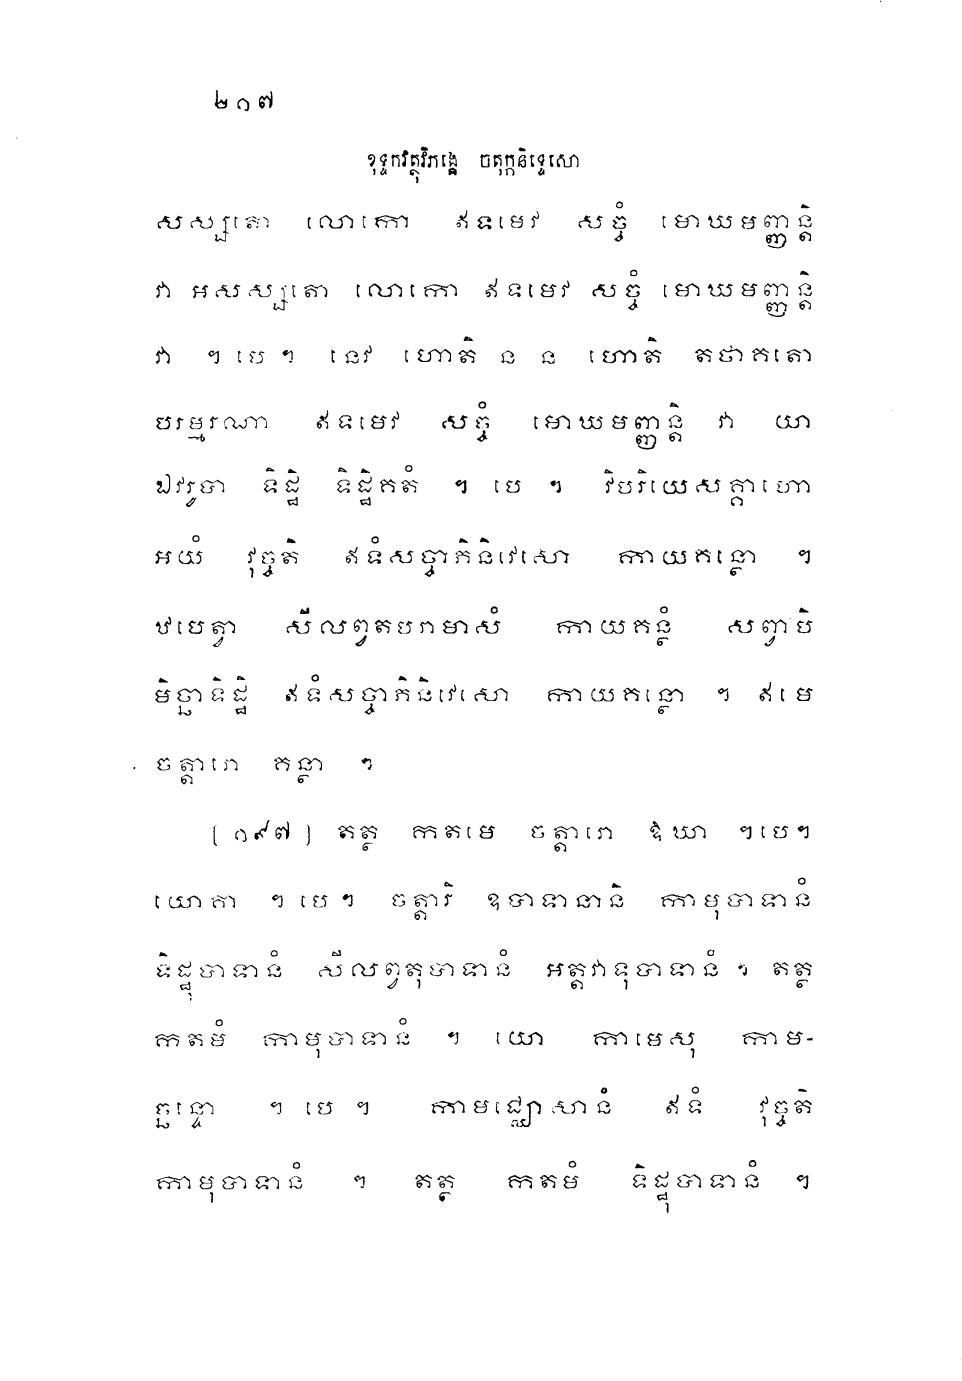 ២១៧
ខុទ្ទកវត្ថុវិភង្គេ ចតុក្កនិទ្ទេសោ
សស្សតោ លោកោ ឥទមេវ សច្ចំ មោឃមញ្ញន្តិ
វា អសស្សតោ លោកោ ឥទមេវ សច្ចំ មោឃមញ្ញន្តិ
វា ។ បេ ។ នេវ ហោតិ ន ន ហោតិ តថាគតោ
បរម្មរណា ឥទមេវ សច្ចំ មោឃមញ្ញន្តិ វា យា
ឯវរូបា ទិដ្ឋិ ទិដ្ឋិគតំ ។ បេ ។ វិបរិយេសគ្គាហោ
អយំ វុច្ចតិ ឥទំសច្ចាភិនិវេសោ កាយគន្ថោ ។
ឋបេត្វា សីលព្វតបរាមាសំ កាយគន្ថំ សព្វាបិ
មិច្ឆាទិដ្ឋិ ឥទំសច្ចាភិនិវេសោ កាយគន្ថោ ។ ឥមេ
ចត្តារោ គន្ថា ។
(១៩៧) តត្ថ កតមេ ចត្តារោ ឱឃា ។បេ។
យោគា ។ បេ។ ចត្តារិ ឧបាទានានិ កាមុបាទានំ
ទិដ្ឋុបាទានំ សីលព្វតុបាទានំ អត្តវាទុបាទានំ ។ តត្ថ
កតមំ កាមុបាទានំ ។ យោ កាមេសុ កាម-
ច្ឆន្ទោ ។ បេ ។ កាមជ្ឈោសានំ ឥទំ វុច្ចតិ
កាមុបាទានំ ។ តត្ថ កតមំ ទិដ្ឋុបាទានំ ។